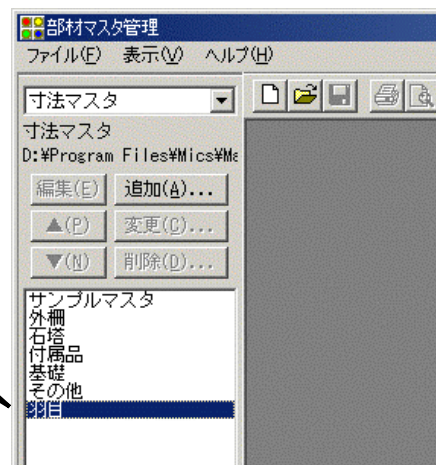 部材マスタ管理
ファイル(F) 表示(V) ヘルプ(H)
寸法マスタ
寸法マスタ
D:¥Program Files¥Mics¥Ma
編集(E) 追加(A)...
▲(P) 変更(C)...
▼(N) 削除(D)...
サンプルマスタ
外柵
石塔
付属品
基礎
その他
羽目